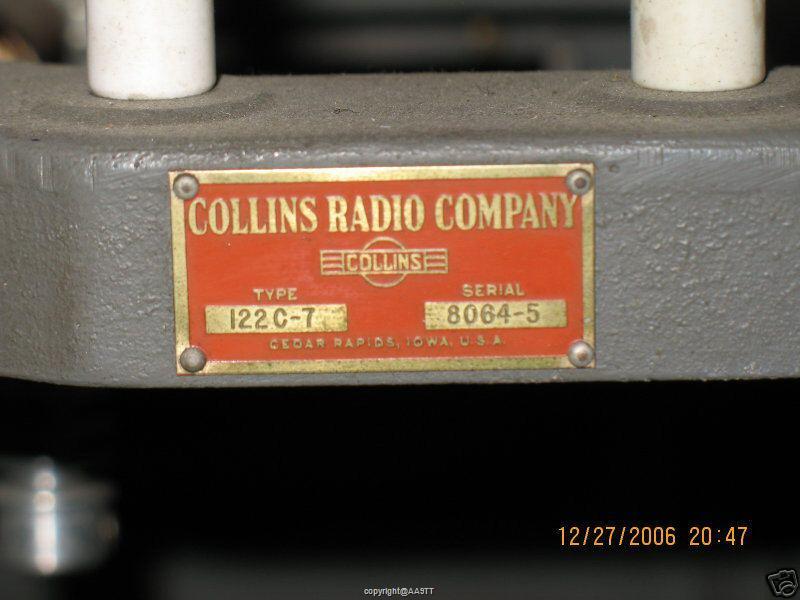 COLLINS RADIO COMPANY
COLLINS
TYPE
SERIAL
122C-7
8064-5
CEDAR RAPIDS, IOWA, U.S.A.
12/27/2006 20:47
copyright@AA9TT